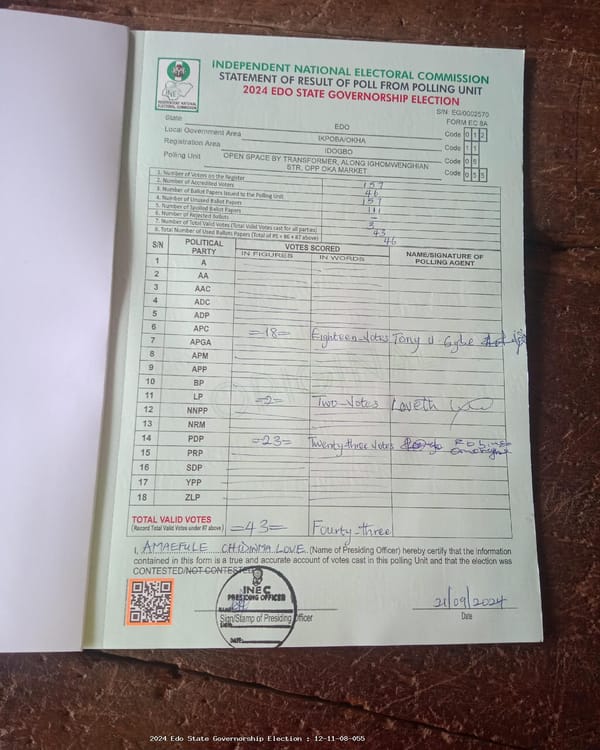 INDEPENDENT NATIONAL ELECTORAL COMMISSION
STATEMENT OF RESULT OF POLL FROM POLLING UNIT
2024 EDO STATE GOVERNORSHIP ELECTION
INDEPENDENT NATIONAL ELECTORAL COMMISSION
S/N: EG/0002570
FORM EC 8A
State EDO Code 0 1 2
Local Government Area IKPOBA/OKHA Code 1 1
Registration Area IDOGBO Code 0 8
Polling Unit OPEN SPACE BY TRANSFORMER, ALONG IGHOMWENGHIAN STR, OPP OKA MARKET Code 0 5 5
1. Number of Voters on the Register 157
2. Number of Accredited Voters 46
3. Number of Ballot Papers Issued to the Polling Unit 157
4. Number of Unused Ballot Papers 111
5. Number of Spoiled Ballot Papers -
6. Number of Rejected Ballots 3
7. Number of Total Valid Votes (Total Valid Votes cast for all parties) 43
8. Total Number of Used Ballots Papers (Total of #5 + #6 + #7 above) 46
S/N POLITICAL PARTY VOTES SCORED NAME/SIGNATURE OF POLLING AGENT
IN FIGURES IN WORDS
1 A
2 AA
3 AAC
4 ADC
5 ADP
6 APC =18= Eighteen-Votes Tony U.
7 APGA
8 APM
9 APP
10 BP
11 LP =2= Two-Votes Loveth
12 NNPP
13 NRM
14 PDP =23= Twenty three Votes
15 PRP
16 SDP
17 YPP
18 ZLP
TOTAL VALID VOTES =43= Fourty-three
(Record Total Valid Votes under #7 above)
I, AMAEFULE CHIDINMA LOVE (Name of Presiding Officer) hereby certify that the information
contained in this form is a true and accurate account of votes cast in this polling Unit and that the election was
CONTESTED/NOT CONTESTED
INEC
PRESIDING OFFICER
Sign/Stamp of Presiding Officer
DATE:
21/09/2024
Date
2024 Edo State Governorship Election : 12-11-08-055